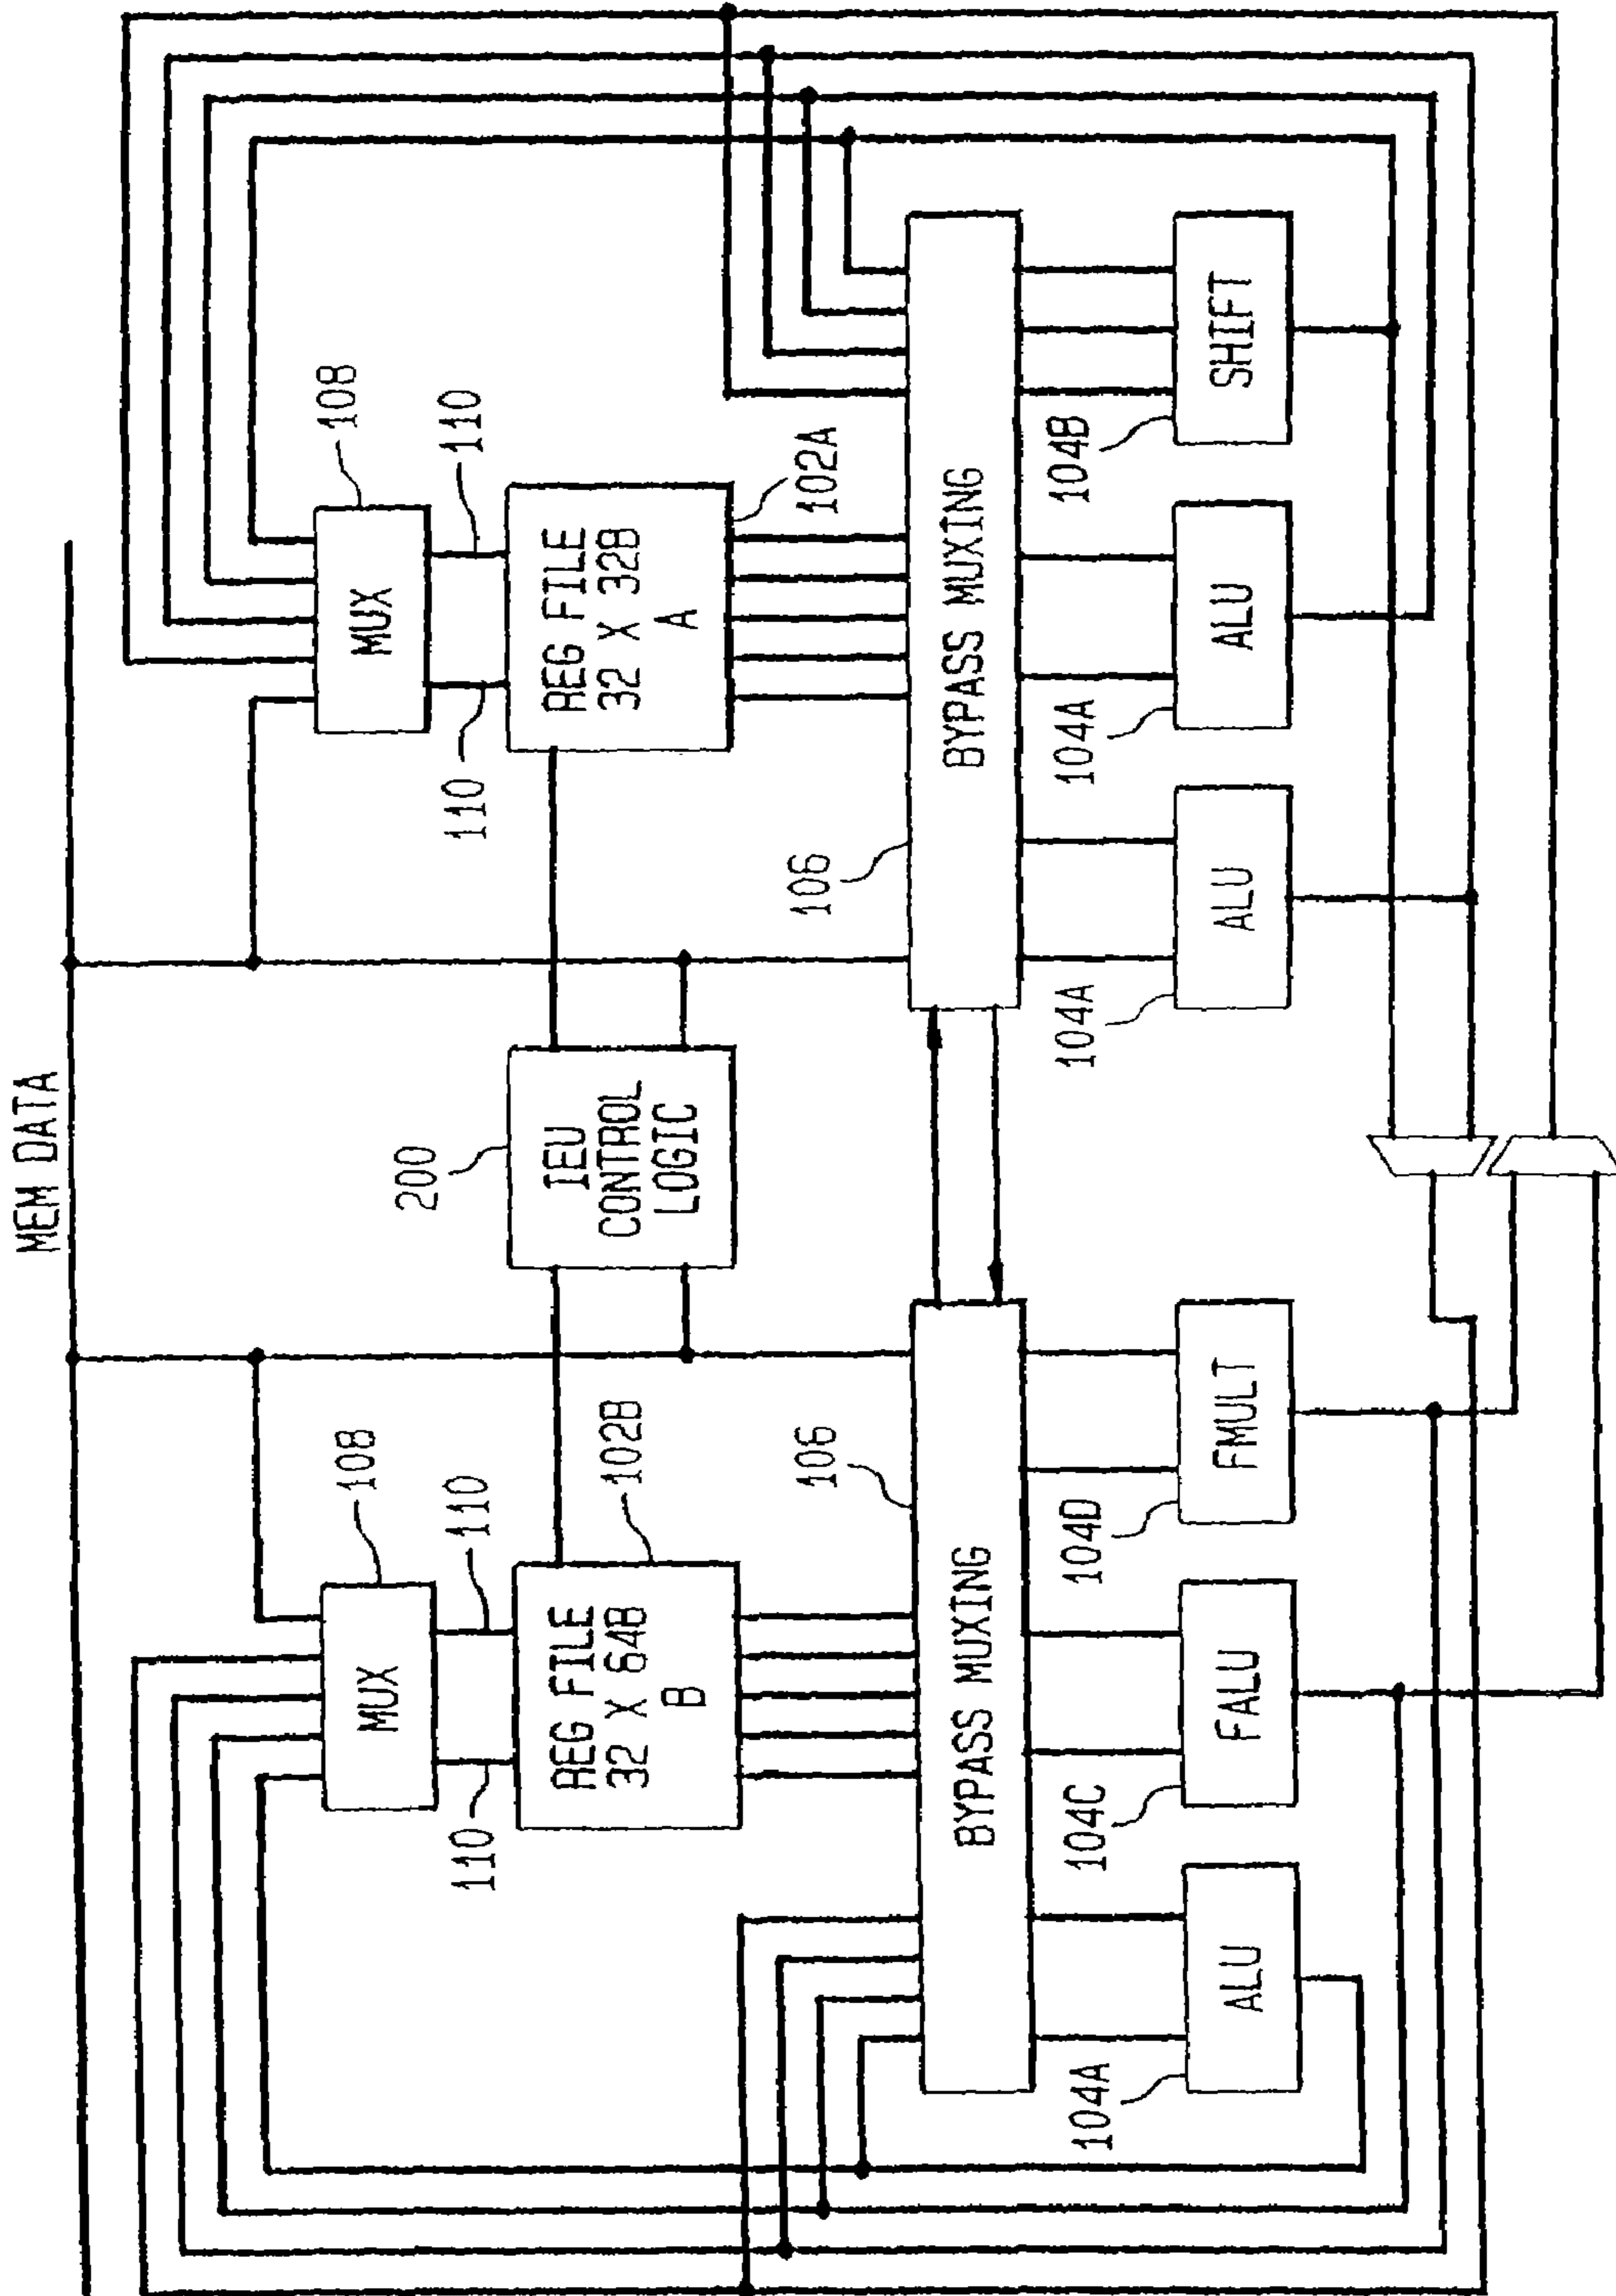 MEM DATA
108
MUX
110
110
REG FILE
32 X 64B
B
102B
200
IEU
CONTROL
LOGIC
108
MUX
110
110
REG FILE
32 X 32B
A
102A
106
BYPASS MUXING
106
BYPASS MUXING
104A
ALU
104C
FALU
104D
FMULT
104A
ALU
104A
ALU
104B
SHIFT